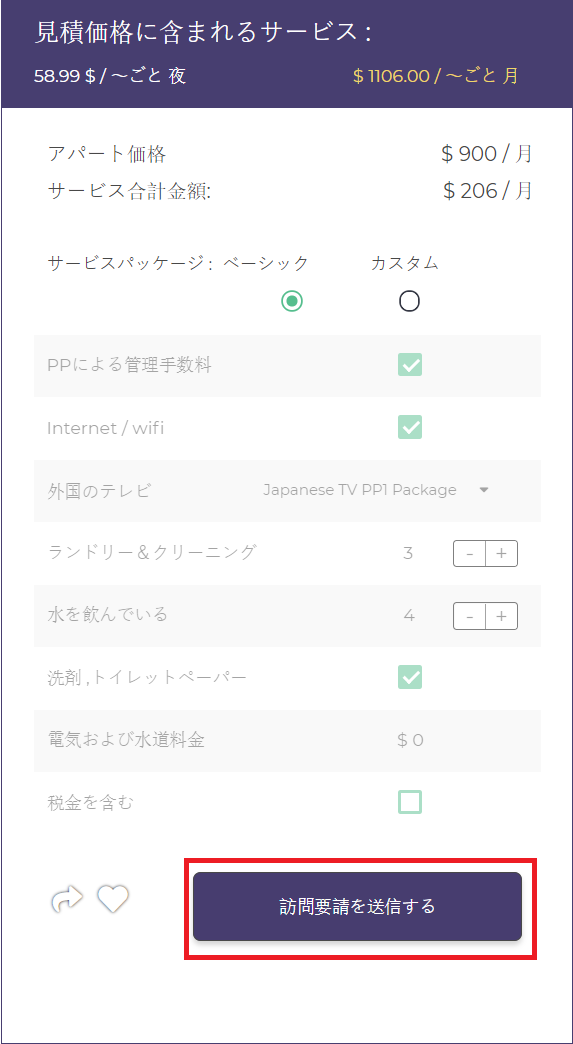 見積価格に含まれるサービス :
58.99 $ / ～ごと 夜 $ 1106.00 / ～ごと 月
アパート価格 $ 900 / 月
サービス合計金額: $ 206 / 月
サービスパッケージ : ベーシック カスタム
PPによる管理手数料
Internet / wifi
外国のテレビ Japanese TV PP1 Package
ランドリー＆クリーニング 3 - +
水を飲んでいる 4 - +
洗剤 ,トイレットペーパー
電気および水道料金 $ 0
税金を含む
訪問要請を送信する